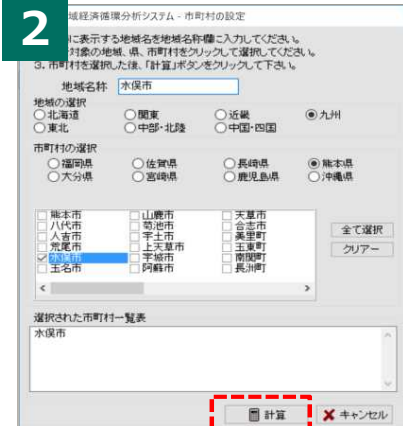 2
域経済循環分析システム - 市町村の設定
に表示する地域名を地域名称欄に入力してください。
対象の地域、県、市町村をクリックして選択してください。
3. 市町村を選択した後、「計算」ボタンをクリックして下さい。
地域名称 水俣市
地域の選択
北海道 関東 近畿 九州
東北 中部・北陸 中国・四国
市町村の選択
福岡県 佐賀県 長崎県 熊本県
大分県 宮崎県 鹿児島県 沖縄県
熊本市 山鹿市 天草市
八代市 菊池市 合志市
人吉市 宇土市 美里町
荒尾市 上天草市 玉東町
水俣市 宇城市 南関町
玉名市 阿蘇市 長洲町
全て選択
クリアー
選択された市町村一覧表
水俣市
計算 キャンセル